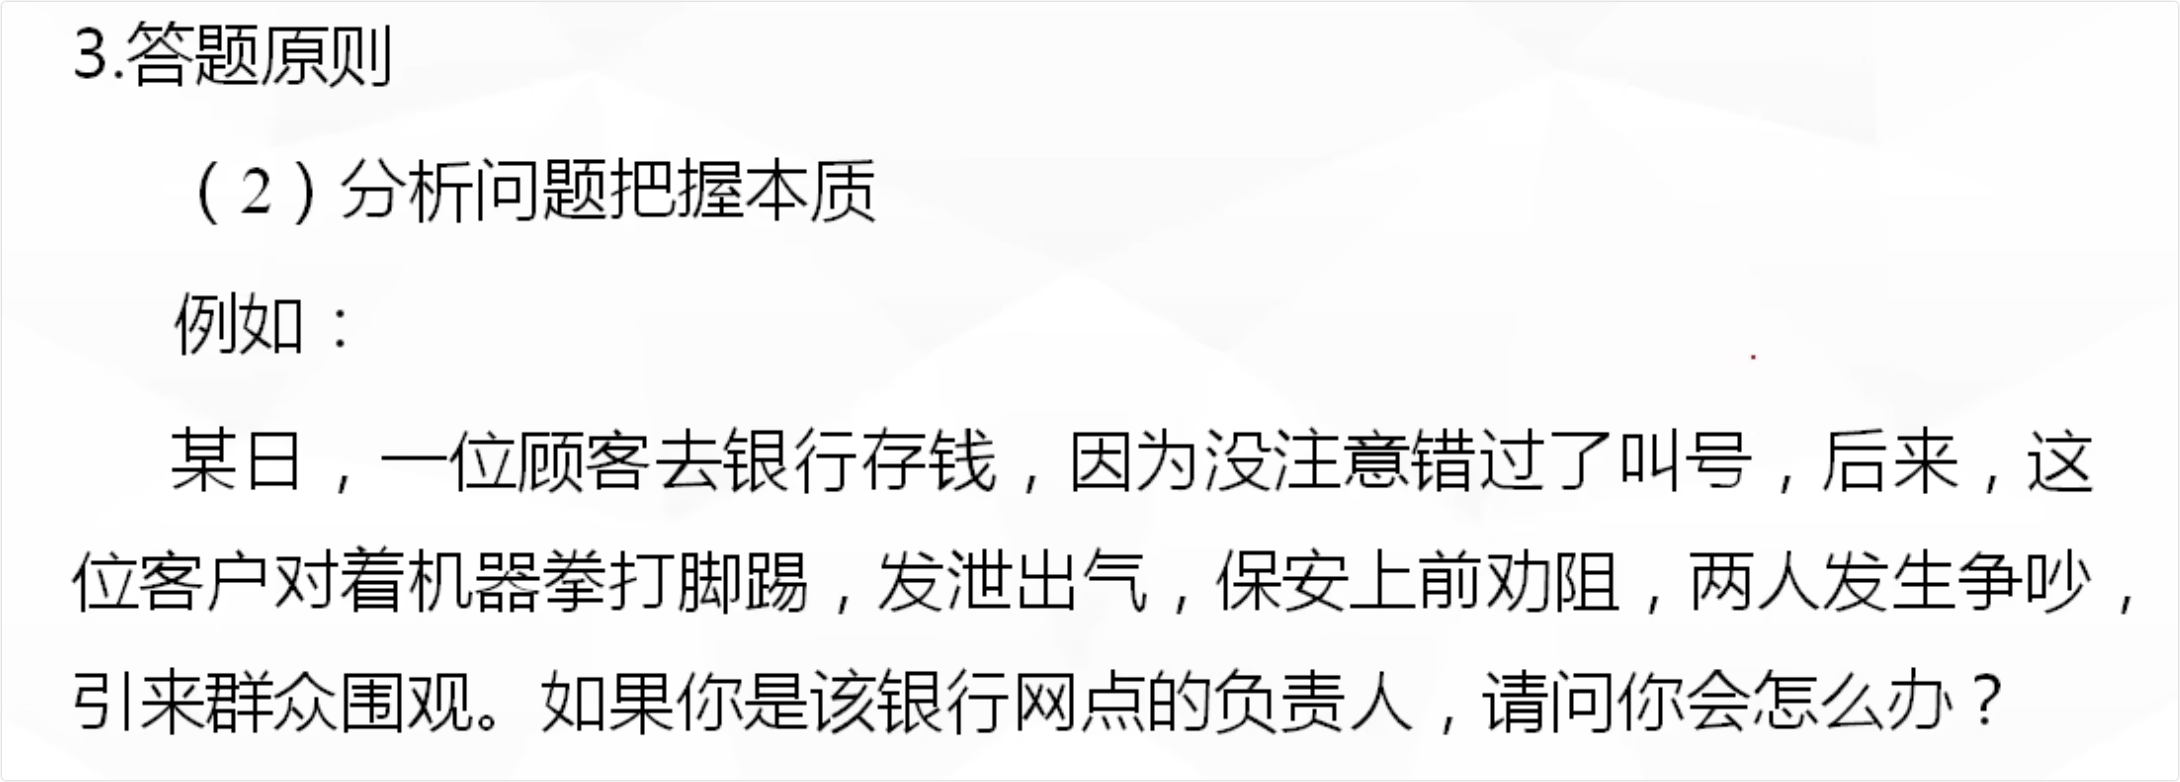 3.答题原则
（2）分析问题把握本质
例如：
某日，一位顾客去银行存钱，因为没注意错过了叫号，后来，这
位客户对着机器拳打脚踢，发泄出气，保安上前劝阻，两人发生争吵，
引来群众围观。如果你是该银行网点的负责人，请问你会怎么办？